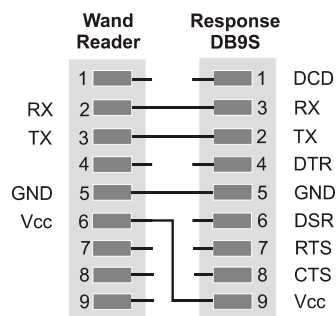 Wand Response
Reader DB9S
1 1 DCD
RX 2 3 RX
TX 3 2 TX
4 4 DTR
GND 5 5 GND
Vcc 6 6 DSR
7 7 RTS
8 8 CTS
9 9 Vcc